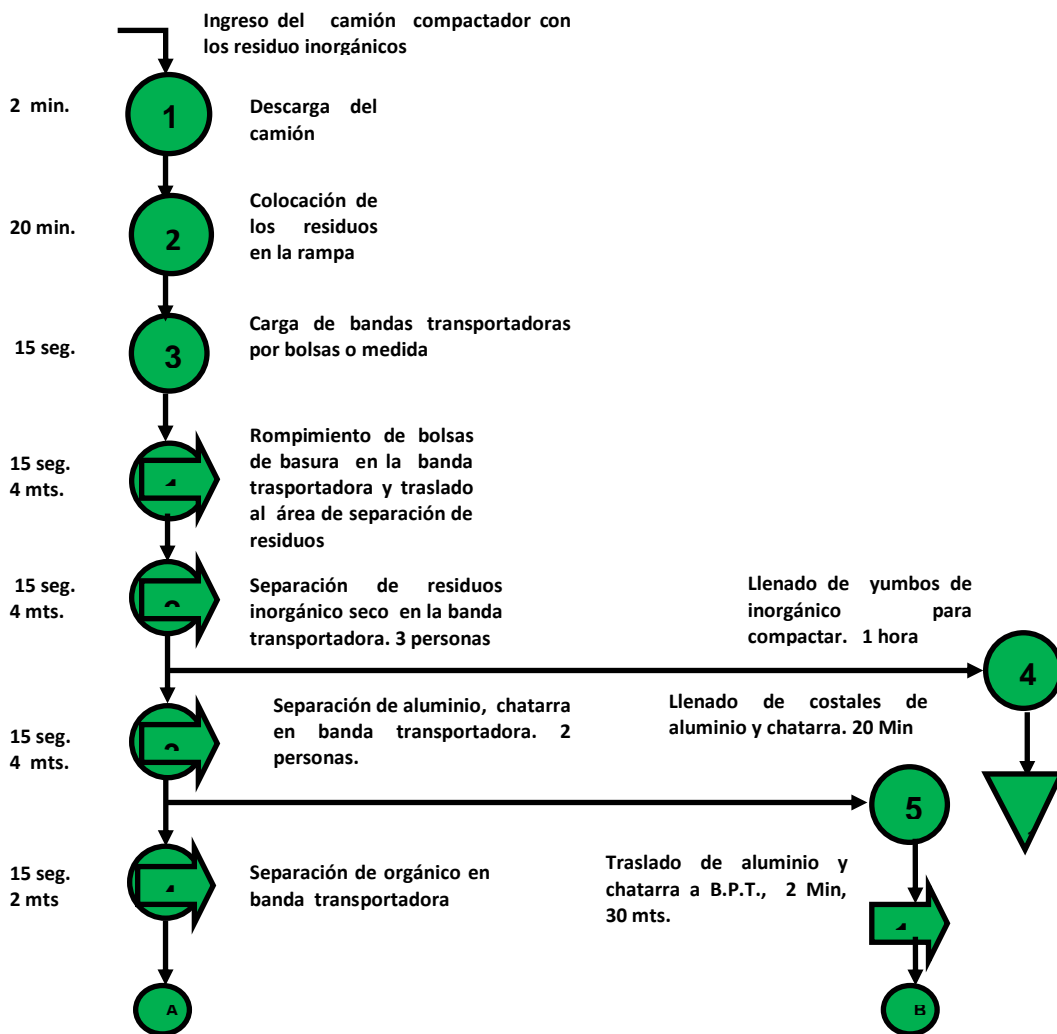 Ingreso del camión compactador con
los residuo inorgánicos
2 min.
1
Descarga del
camión
20 min.
2
Colocación de
los residuos
en la rampa
15 seg.
3
Carga de bandas transportadoras
por bolsas o medida
15 seg.
4 mts.
Rompimiento de bolsas
de basura en la banda
trasportadora y traslado
al área de separación de
residuos
15 seg.
4 mts.
Separación de residuos
inorgánico seco en la banda
transportadora. 3 personas
Llenado de yumbos de
inorgánico para
compactar. 1 hora
4
15 seg.
4 mts.
Separación de aluminio, chatarra
en banda transportadora. 2
personas.
Llenado de costales de
aluminio y chatarra. 20 Min
5
15 seg.
2 mts
Separación de orgánico en
banda transportadora
Traslado de aluminio y
chatarra a B.P.T., 2 Min,
30 mts.
A
B